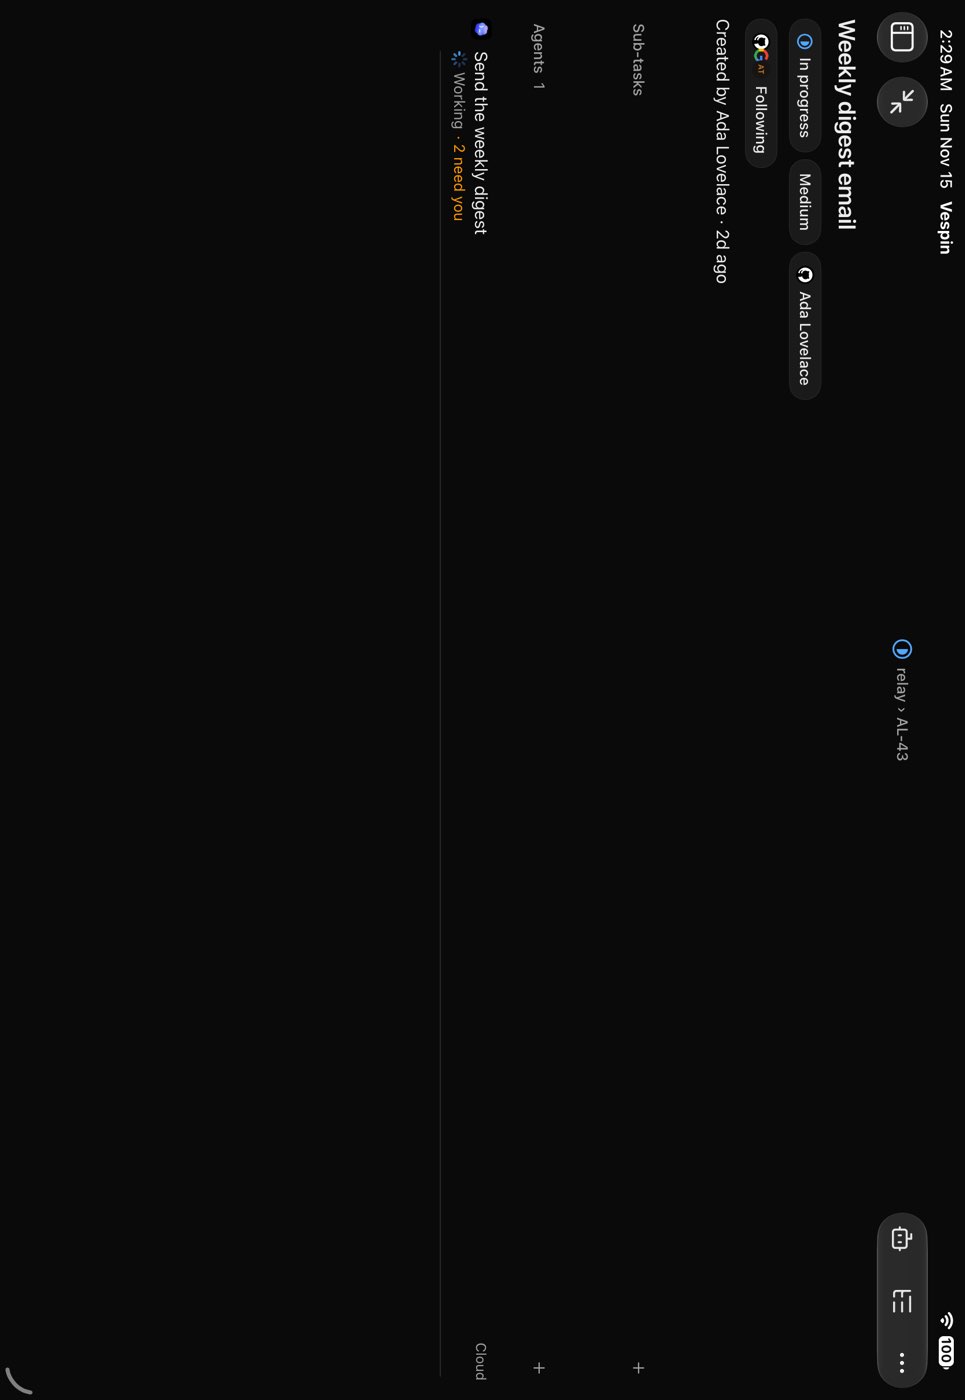 2:29 AM Sun Nov 15 Vespin
100
relay › AL-43
Weekly digest email
In progress
Medium
Ada Lovelace
AT Following
Created by Ada Lovelace · 2d ago
Sub-tasks
Agents 1
Send the weekly digest
Cloud
Working · 2 need you